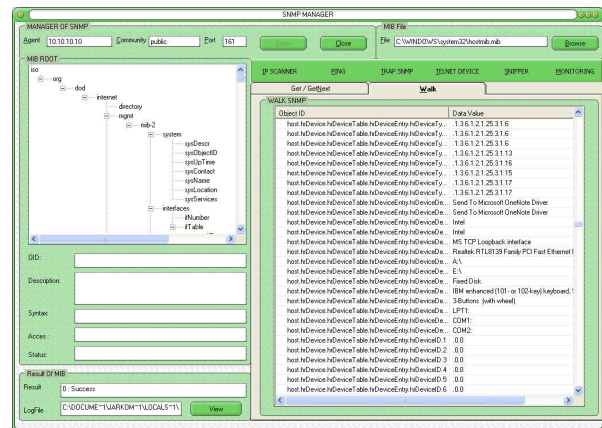 SNMP MANAGER
MANAGER OF SNMP
Agent 10.10.10.10 Community public Port 161
Close
MIB File
File C:\WINDOWS\system32\hostmib.mib Browse
MIB ROOT
iso
org
dod
internet
directory
mgmt
mib-2
system
sysDescr
sysObjectID
sysUpTime
sysContact
sysName
sysLocation
sysServices
interfaces
ifNumber
ifTable
OID:
Description:
Syntax:
Acces :
Status:
Result Of MIB
Result 0 : Success
LogFile C:\DOCUME~1\JARKOM~1\LOCALS~1\ View
IP SCANNER PING TRAP SNMP TELNET DEVICE SNIFFER MONITORING
Get / GetNext Walk
WALK SNMP
Object ID Data Value
host.hrDevice.hrDeviceTable.hrDeviceEntry.hrDeviceTy... .1.3.6.1.2.1.25.3.1.6
host.hrDevice.hrDeviceTable.hrDeviceEntry.hrDeviceTy... .1.3.6.1.2.1.25.3.1.6
host.hrDevice.hrDeviceTable.hrDeviceEntry.hrDeviceTy... .1.3.6.1.2.1.25.3.1.13
host.hrDevice.hrDeviceTable.hrDeviceEntry.hrDeviceTy... .1.3.6.1.2.1.25.3.1.16
host.hrDevice.hrDeviceTable.hrDeviceEntry.hrDeviceTy... .1.3.6.1.2.1.25.3.1.15
host.hrDevice.hrDeviceTable.hrDeviceEntry.hrDeviceTy... .1.3.6.1.2.1.25.3.1.17
host.hrDevice.hrDeviceTable.hrDeviceEntry.hrDeviceTy... .1.3.6.1.2.1.25.3.1.17
host.hrDevice.hrDeviceTable.hrDeviceEntry.hrDeviceDe... Send To Microsoft OneNote Driver
host.hrDevice.hrDeviceTable.hrDeviceEntry.hrDeviceDe... Send To Microsoft OneNote Driver
host.hrDevice.hrDeviceTable.hrDeviceEntry.hrDeviceDe... Intel
host.hrDevice.hrDeviceTable.hrDeviceEntry.hrDeviceDe... Intel
host.hrDevice.hrDeviceTable.hrDeviceEntry.hrDeviceDe... MS TCP Loopback interface
host.hrDevice.hrDeviceTable.hrDeviceEntry.hrDeviceDe... Realtek RTL8139 Family PCI Fast Ethernet
host.hrDevice.hrDeviceTable.hrDeviceEntry.hrDeviceDe... A:\
host.hrDevice.hrDeviceTable.hrDeviceEntry.hrDeviceDe... E:\
host.hrDevice.hrDeviceTable.hrDeviceEntry.hrDeviceDe... Fixed Disk
host.hrDevice.hrDeviceTable.hrDeviceEntry.hrDeviceDe... IBM enhanced (101- or 102-key) keyboard,
host.hrDevice.hrDeviceTable.hrDeviceEntry.hrDeviceDe... 3-Buttons (with wheel)
host.hrDevice.hrDeviceTable.hrDeviceEntry.hrDeviceDe... LPT1:
host.hrDevice.hrDeviceTable.hrDeviceEntry.hrDeviceDe... COM1:
host.hrDevice.hrDeviceTable.hrDeviceEntry.hrDeviceDe... COM2:
host.hrDevice.hrDeviceTable.hrDeviceEntry.hrDeviceID.1 .0.0
host.hrDevice.hrDeviceTable.hrDeviceEntry.hrDeviceID.2 .0.0
host.hrDevice.hrDeviceTable.hrDeviceEntry.hrDeviceID.3 .0.0
host.hrDevice.hrDeviceTable.hrDeviceEntry.hrDeviceID.4 .0.0
host.hrDevice.hrDeviceTable.hrDeviceEntry.hrDeviceID.5 .0.0
host.hrDevice.hrDeviceTable.hrDeviceEntry.hrDeviceID.6 .0.0